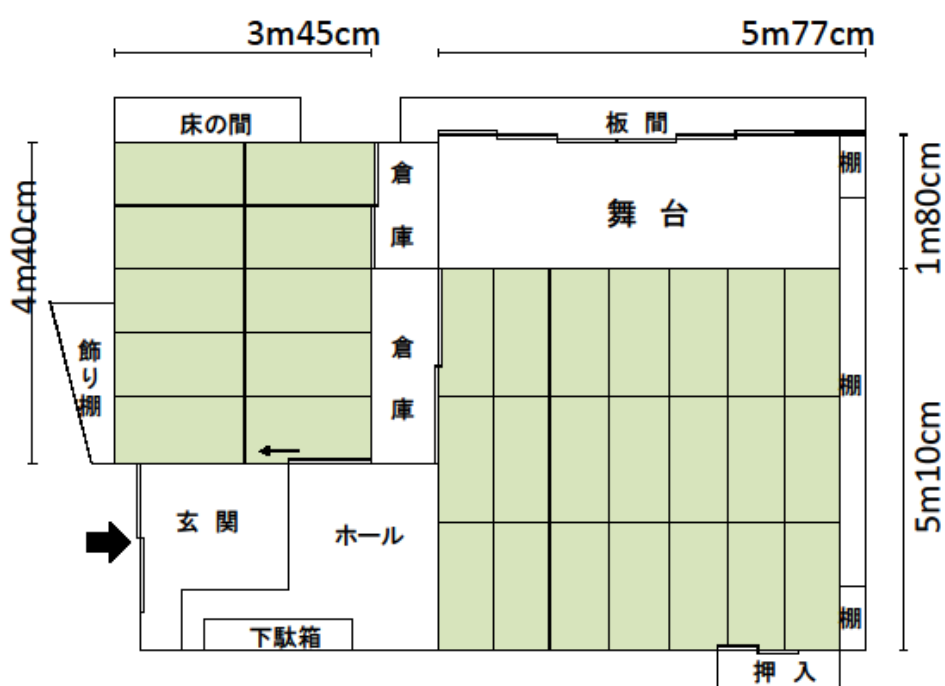 3m45cm
5m77cm
床の間
板 間
倉
庫
舞 台
棚
1m80cm
4m40cm
飾り棚
倉
庫
棚
5m10cm
玄 関
ホール
下駄箱
棚
押 入